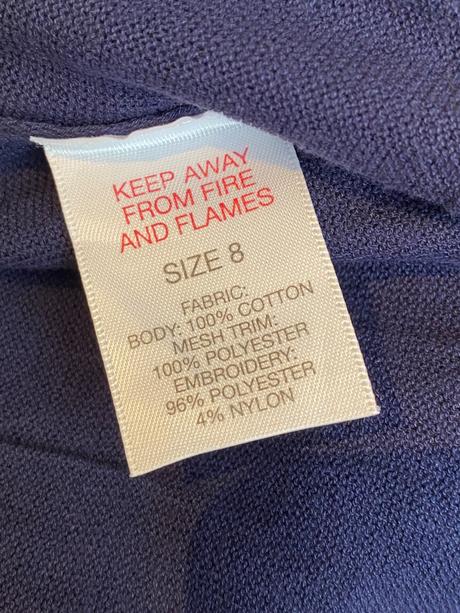 KEEP AWAY
FROM FIRE
AND FLAMES
SIZE 8
FABRIC:
BODY: 100% COTTON
MESH TRIM:
100% POLYESTER
EMBROIDERY:
96% POLYESTER
4% NYLON